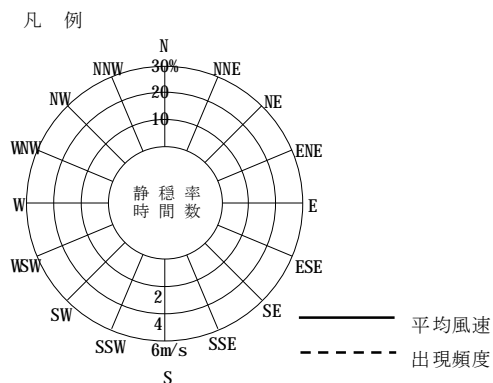 凡 例
N
NNW NNE
30%
NW 20 NE
10
WNW ENE
静 穏 率
W 時 間 数 E
WSW ESE
2
SW 4 SE
SSW 6m/s SSE
S
平均風速
出現頻度